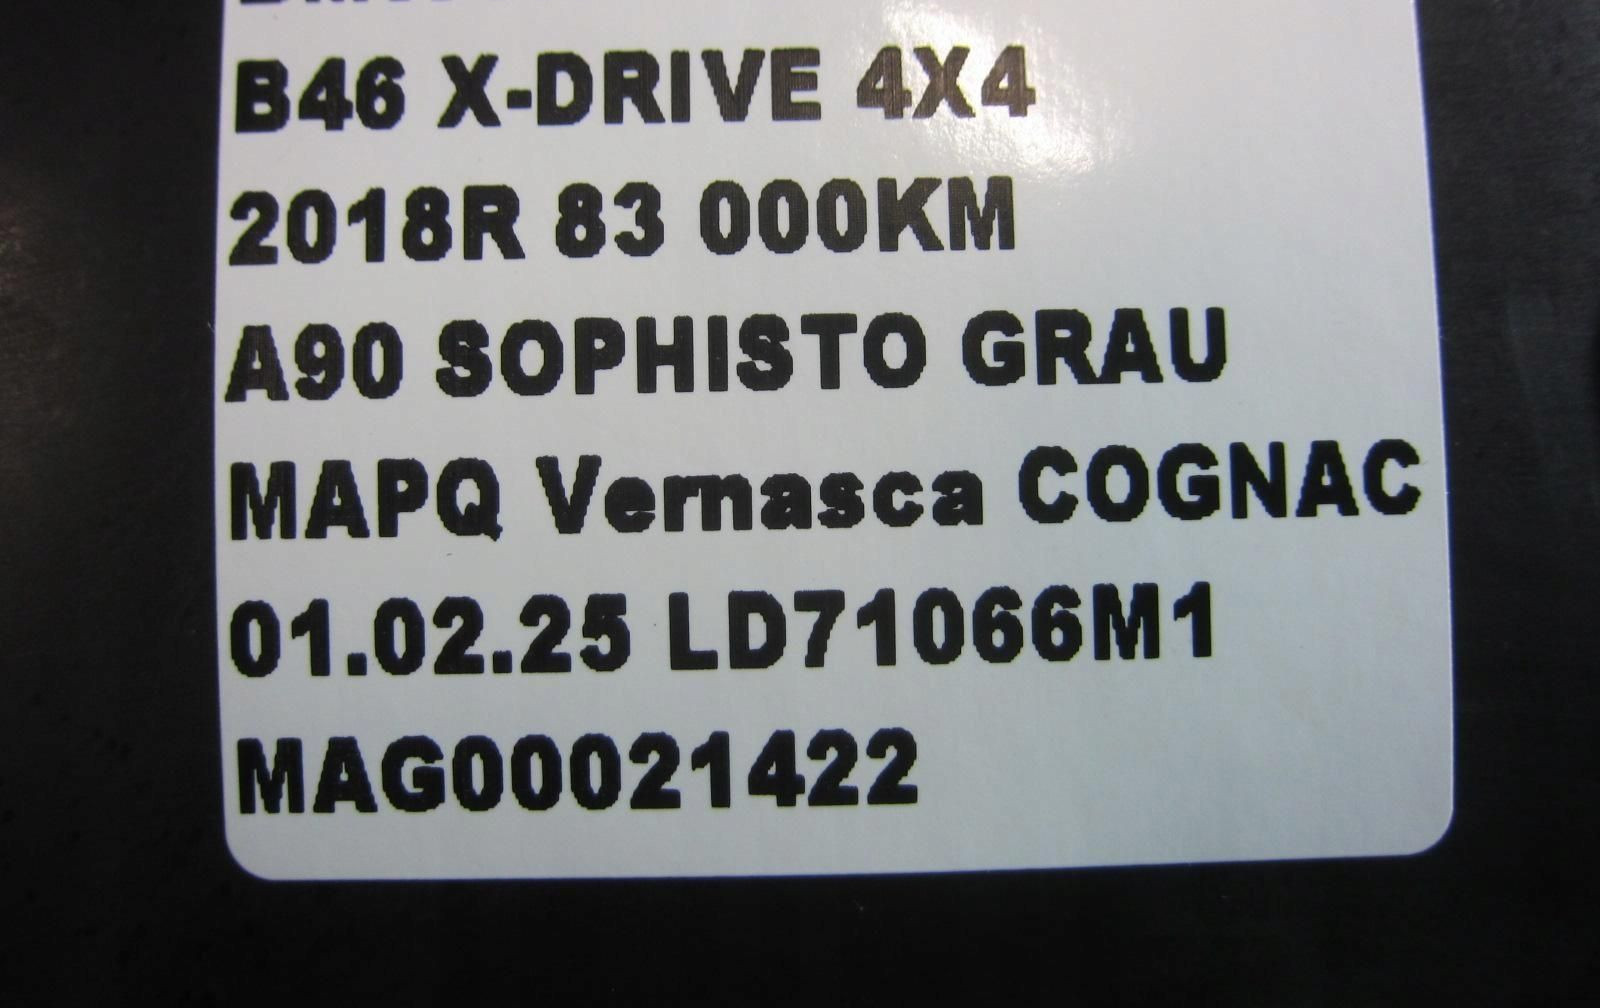 B46 X-DRIVE 4X4
2018R 83 000KM
A90 SOPHISTO GRAU
MAPQ Vernasca COGNAC
01.02.25 LD71066M1
MAG00021422